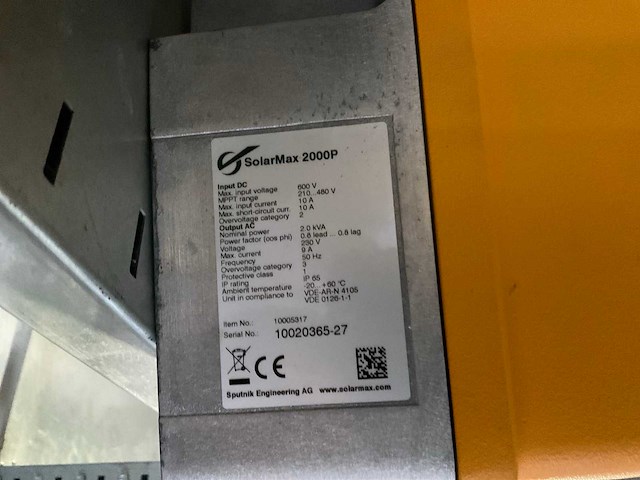 SolarMax 2000P
Input DC
Max. input voltage 600 V
MPPT range 210...480 V
Max. input current 10 A
Max. short-circuit curr. 10 A
Overvoltage category 2
Output AC
Nominal power 2.0 kVA
Power factor (cos phi) 0.8 lead ... 0.8 lag
Voltage 230 V
Max. current 9 A
Frequency 50 Hz
Overvoltage category 3
Protective class 1
IP rating IP 65
Ambient temperature -20...+60 °C
Unit in compliance to VDE-AR-N 4105
VDE 0126-1-1
Item No.: 10005317
Serial No.: 10020365-27
CE
Sputnik Engineering AG www.solarmax.com